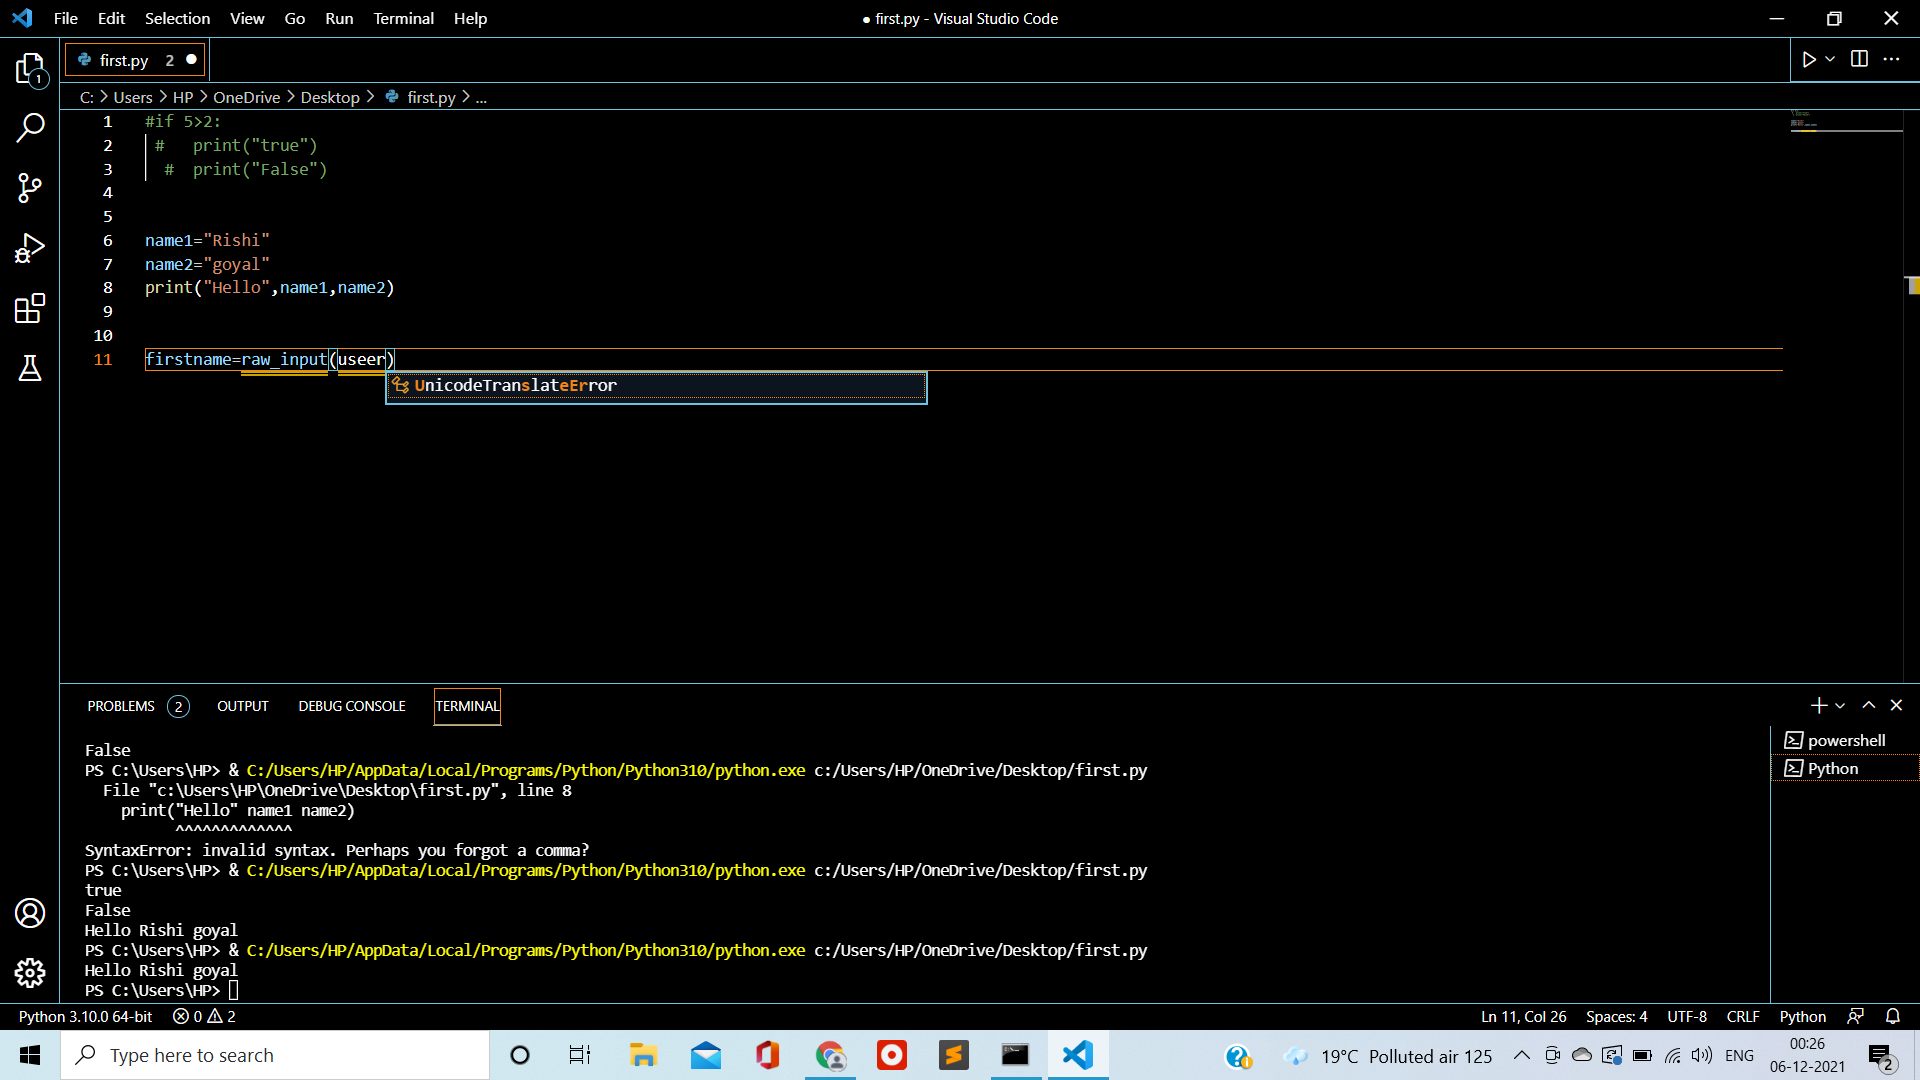 File Edit Selection View Go Run Terminal Help
● first.py - Visual Studio Code
first.py 2 ●
1
C: > Users > HP > OneDrive > Desktop > first.py > ...
1 #if 5>2:
2 # print("true")
3 # print("False")
4
5
6 name1="Rishi"
7 name2="goyal"
8 print("Hello",name1,name2)
9
10
11 firstname=raw_input(useer)
UnicodeTranslateError
PROBLEMS 2 OUTPUT DEBUG CONSOLE TERMINAL
powershell
Python
False
PS C:\Users\HP> & C:/Users/HP/AppData/Local/Programs/Python/Python310/python.exe c:/Users/HP/OneDrive/Desktop/first.py
File "c:\Users\HP\OneDrive\Desktop\first.py", line 8
print("Hello" name1 name2)
^^^^^^^^^^^^^
SyntaxError: invalid syntax. Perhaps you forgot a comma?
PS C:\Users\HP> & C:/Users/HP/AppData/Local/Programs/Python/Python310/python.exe c:/Users/HP/OneDrive/Desktop/first.py
true
False
Hello Rishi goyal
PS C:\Users\HP> & C:/Users/HP/AppData/Local/Programs/Python/Python310/python.exe c:/Users/HP/OneDrive/Desktop/first.py
Hello Rishi goyal
PS C:\Users\HP>
Python 3.10.0 64-bit 0 2
Ln 11, Col 26 Spaces: 4 UTF-8 CRLF Python
Type here to search
19°C Polluted air 125
ENG
00:26
06-12-2021
2